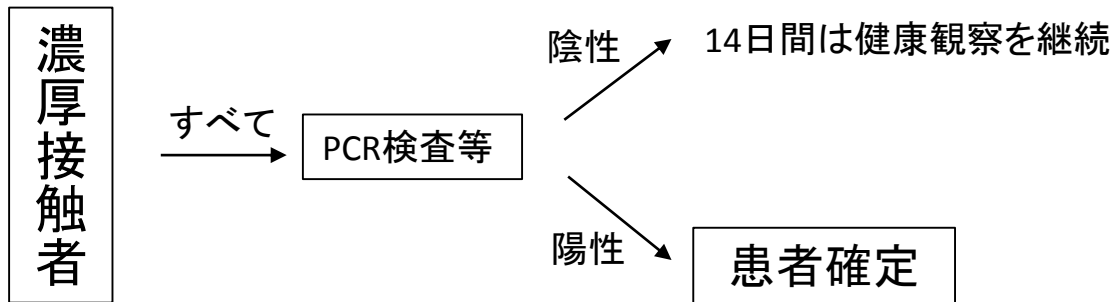 濃厚接触者
すべて
PCR検査等
陰性
14日間は健康観察を継続
陽性
患者確定